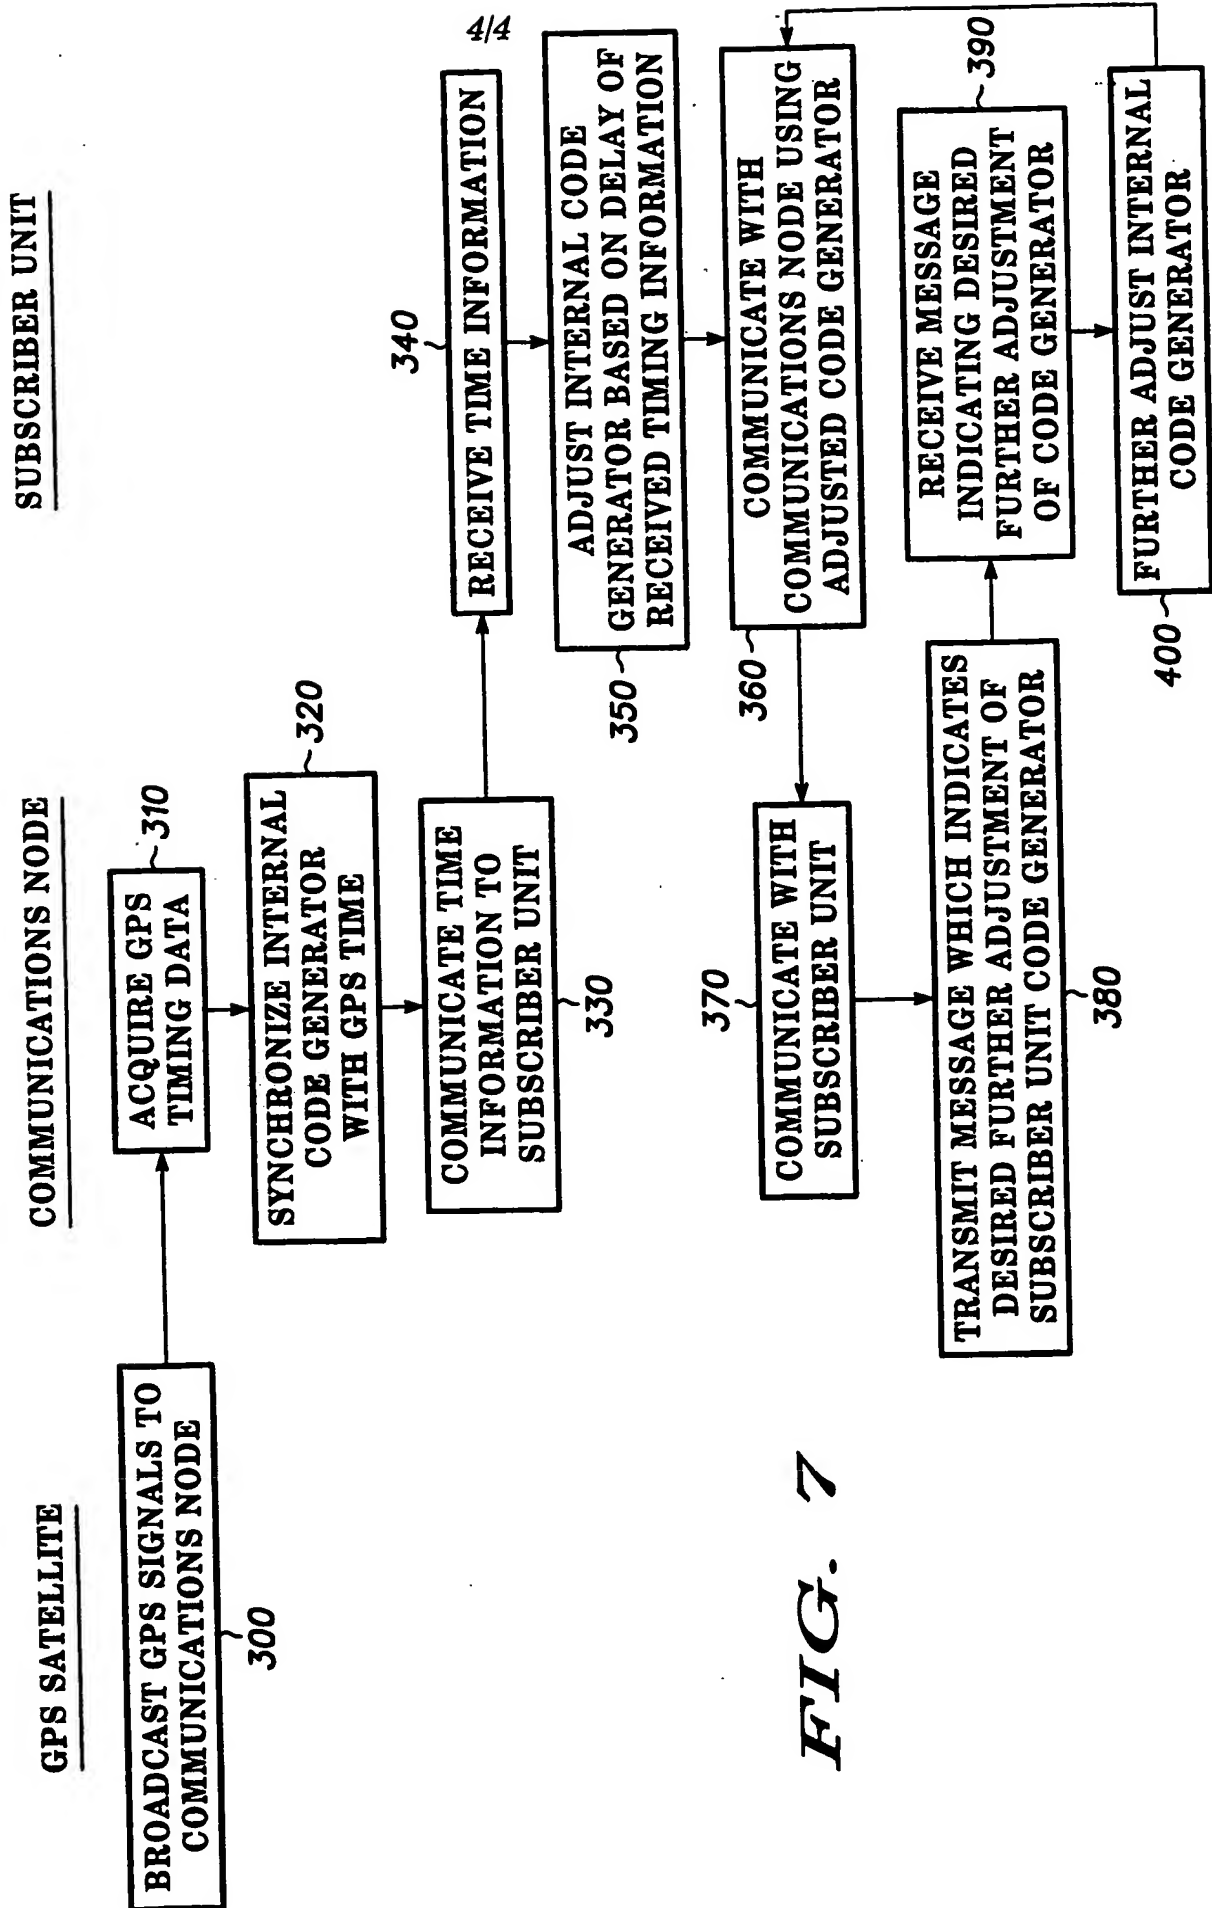 4/4
GPS SATELLITE
COMMUNICATIONS NODE
SUBSCRIBER UNIT
BROADCAST GPS SIGNALS TO
COMMUNICATIONS NODE
300
ACQUIRE GPS
TIMING DATA
310
SYNCHRONIZE INTERNAL
CODE GENERATOR
WITH GPS TIME
320
COMMUNICATE TIME
INFORMATION TO
SUBSCRIBER UNIT
330
340
RECEIVE TIME INFORMATION
ADJUST INTERNAL CODE
GENERATOR BASED ON DELAY OF
RECEIVED TIMING INFORMATION
350
COMMUNICATE WITH
COMMUNICATIONS NODE USING
ADJUSTED CODE GENERATOR
360
370
COMMUNICATE WITH
SUBSCRIBER UNIT
TRANSMIT MESSAGE WHICH INDICATES
DESIRED FURTHER ADJUSTMENT OF
SUBSCRIBER UNIT CODE GENERATOR
380
RECEIVE MESSAGE
INDICATING DESIRED
FURTHER ADJUSTMENT
OF CODE GENERATOR
390
FURTHER ADJUST INTERNAL
CODE GENERATOR
400
FIG. 7